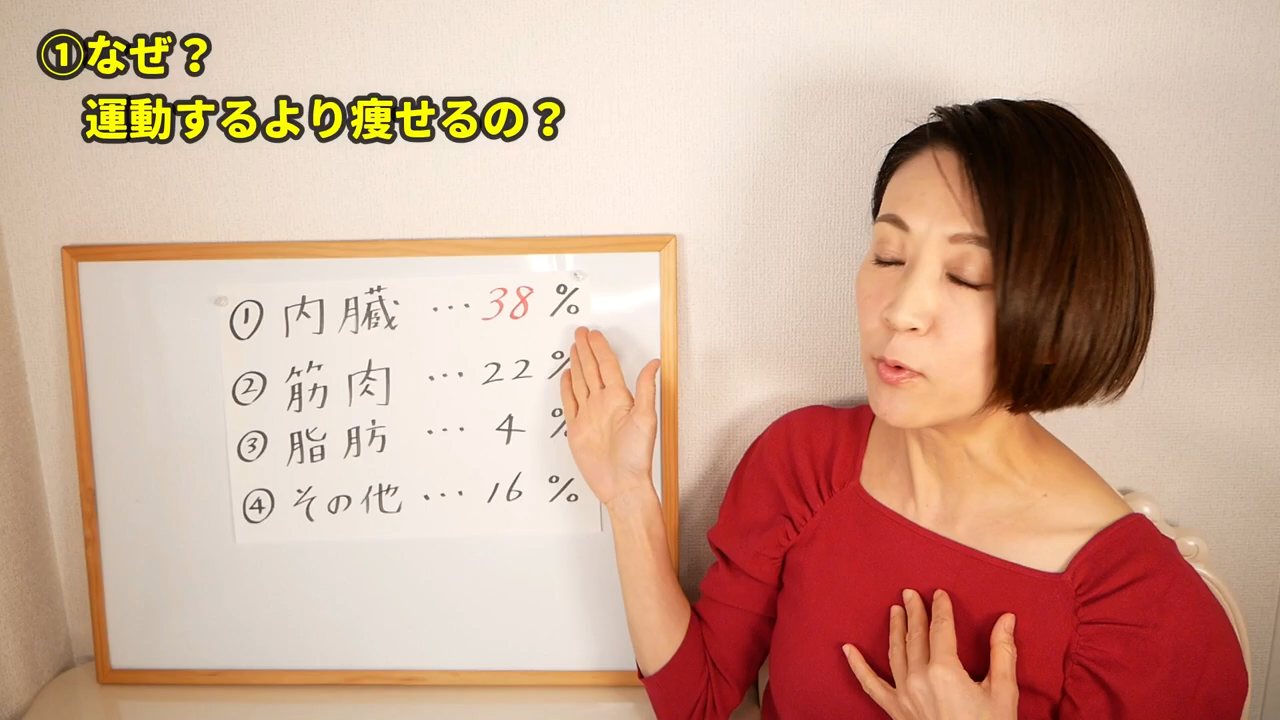 ①なぜ？
運動するより痩せるの？
① 内臓 … 38 %
② 筋肉 … 22 %
③ 脂肪 … 4 %
④ その他 … 16 %